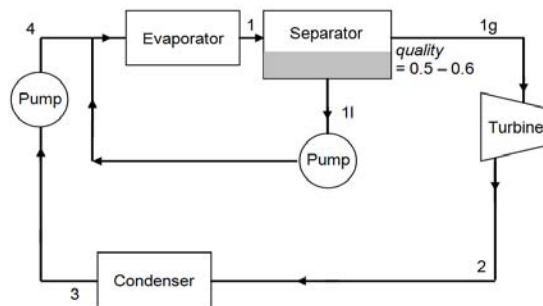 4
Evaporator
1
Separator
1g
quality
= 0.5 – 0.6
Pump
1l
Turbine
Pump
2
Condenser
3